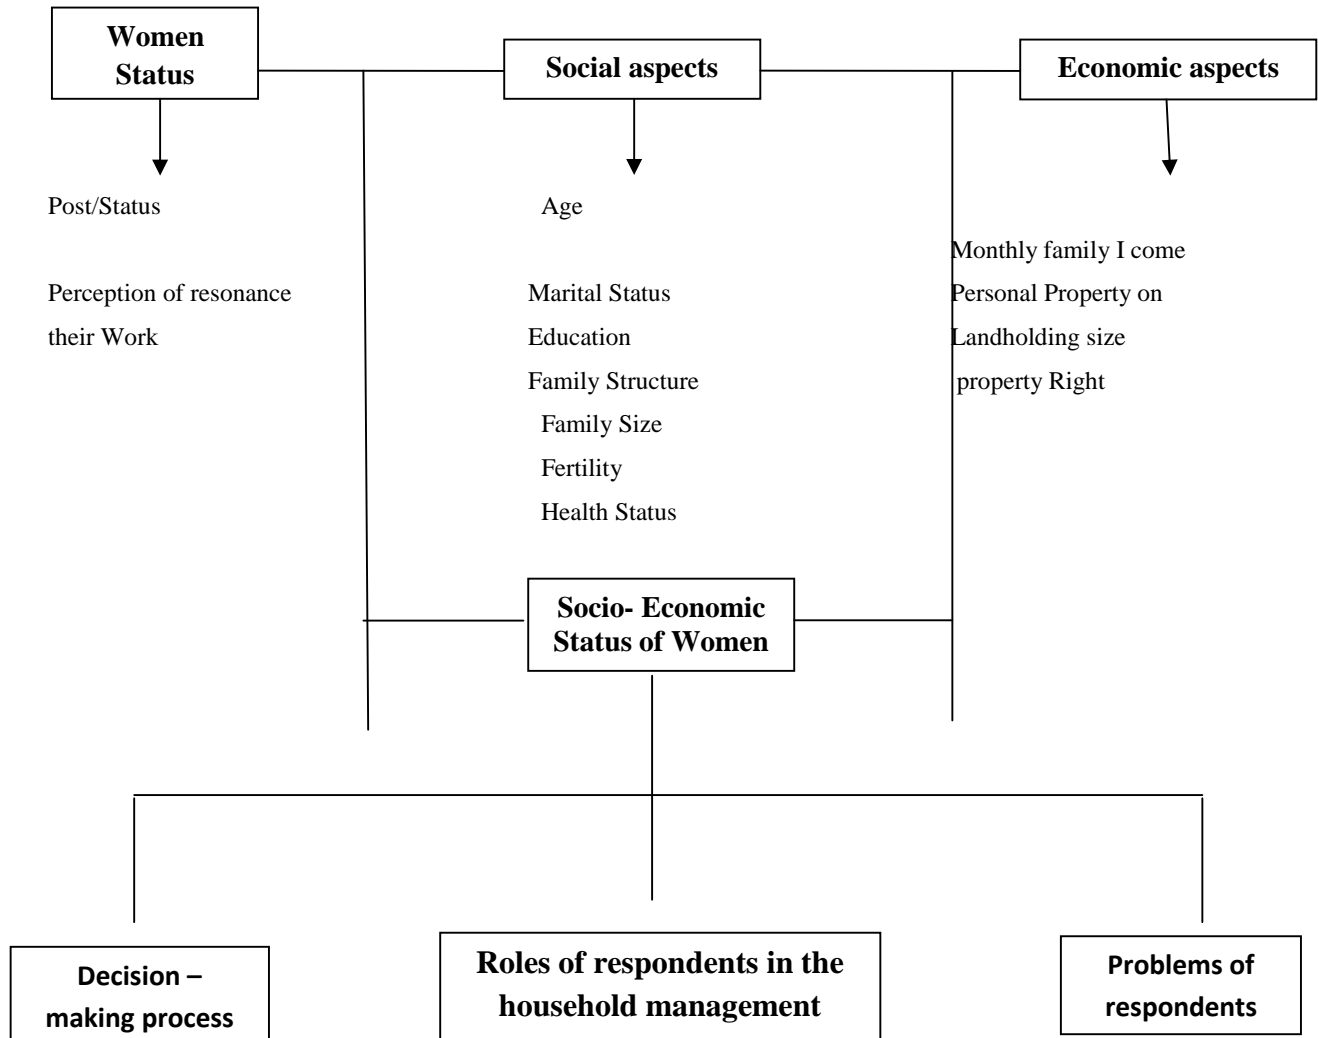 Women
Status
Social aspects
Economic aspects
Post/Status
Perception of resonance
their Work
Age
Marital Status
Education
Family Structure
Family Size
Fertility
Health Status
Monthly family I come
Personal Property on
Landholding size
property Right
Socio- Economic
Status of Women
Decision –
making process
Roles of respondents in the
household management
Problems of
respondents